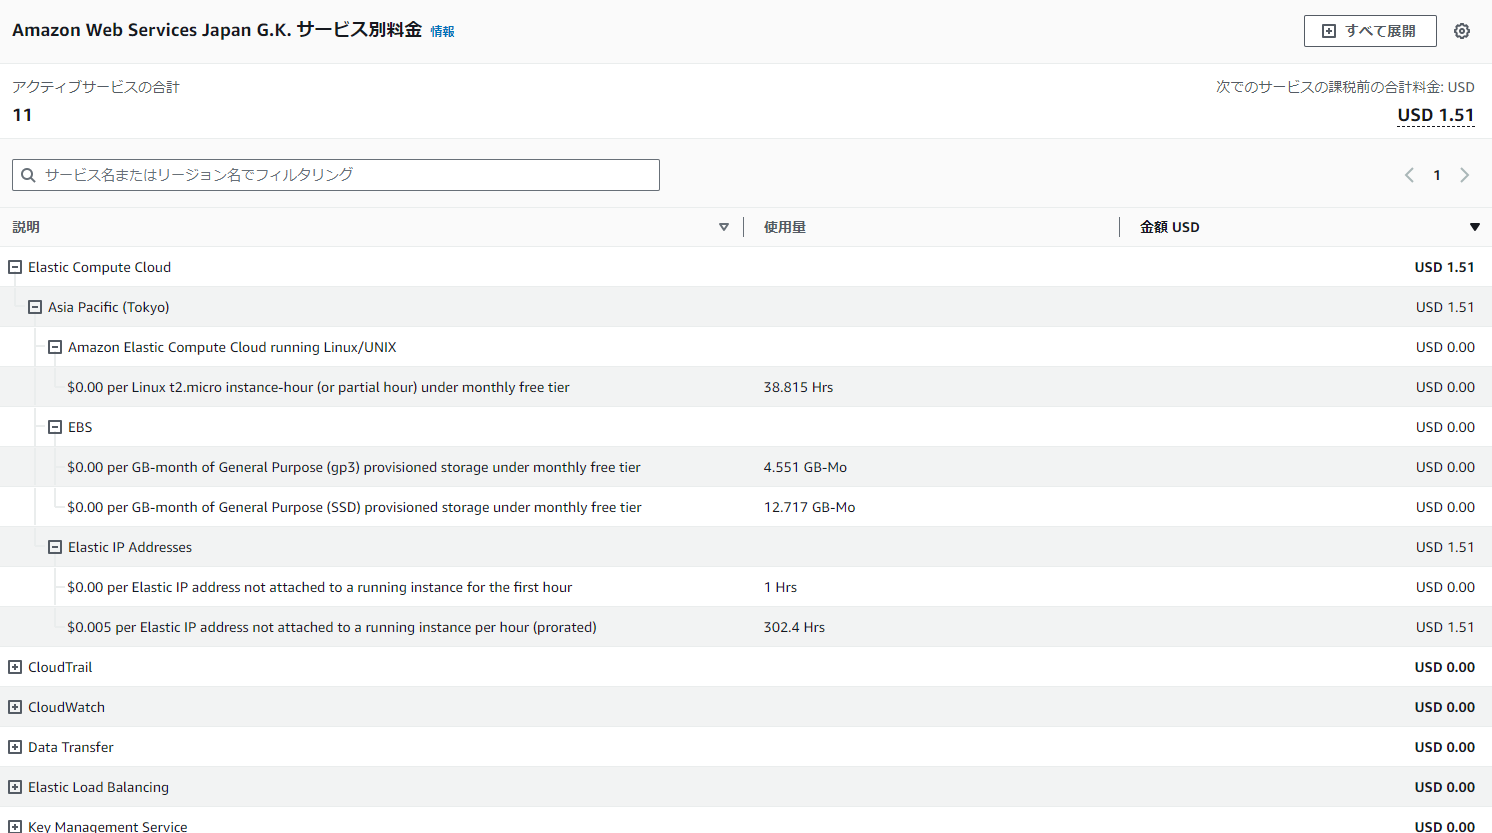 Amazon Web Services Japan G.K. サービス別料金 情報
すべて展開
アクティブサービスの合計
次でのサービスの課税前の合計料金: USD
11
USD 1.51
サービス名またはリージョン名でフィルタリング
1
説明 使用量 金額 USD
Elastic Compute Cloud USD 1.51
Asia Pacific (Tokyo) USD 1.51
Amazon Elastic Compute Cloud running Linux/UNIX USD 0.00
$0.00 per Linux t2.micro instance-hour (or partial hour) under monthly free tier 38.815 Hrs USD 0.00
EBS USD 0.00
$0.00 per GB-month of General Purpose (gp3) provisioned storage under monthly free tier 4.551 GB-Mo USD 0.00
$0.00 per GB-month of General Purpose (SSD) provisioned storage under monthly free tier 12.717 GB-Mo USD 0.00
Elastic IP Addresses USD 1.51
$0.00 per Elastic IP address not attached to a running instance for the first hour 1 Hrs USD 0.00
$0.005 per Elastic IP address not attached to a running instance per hour (prorated) 302.4 Hrs USD 1.51
CloudTrail USD 0.00
CloudWatch USD 0.00
Data Transfer USD 0.00
Elastic Load Balancing USD 0.00
Key Management Service USD 0.00